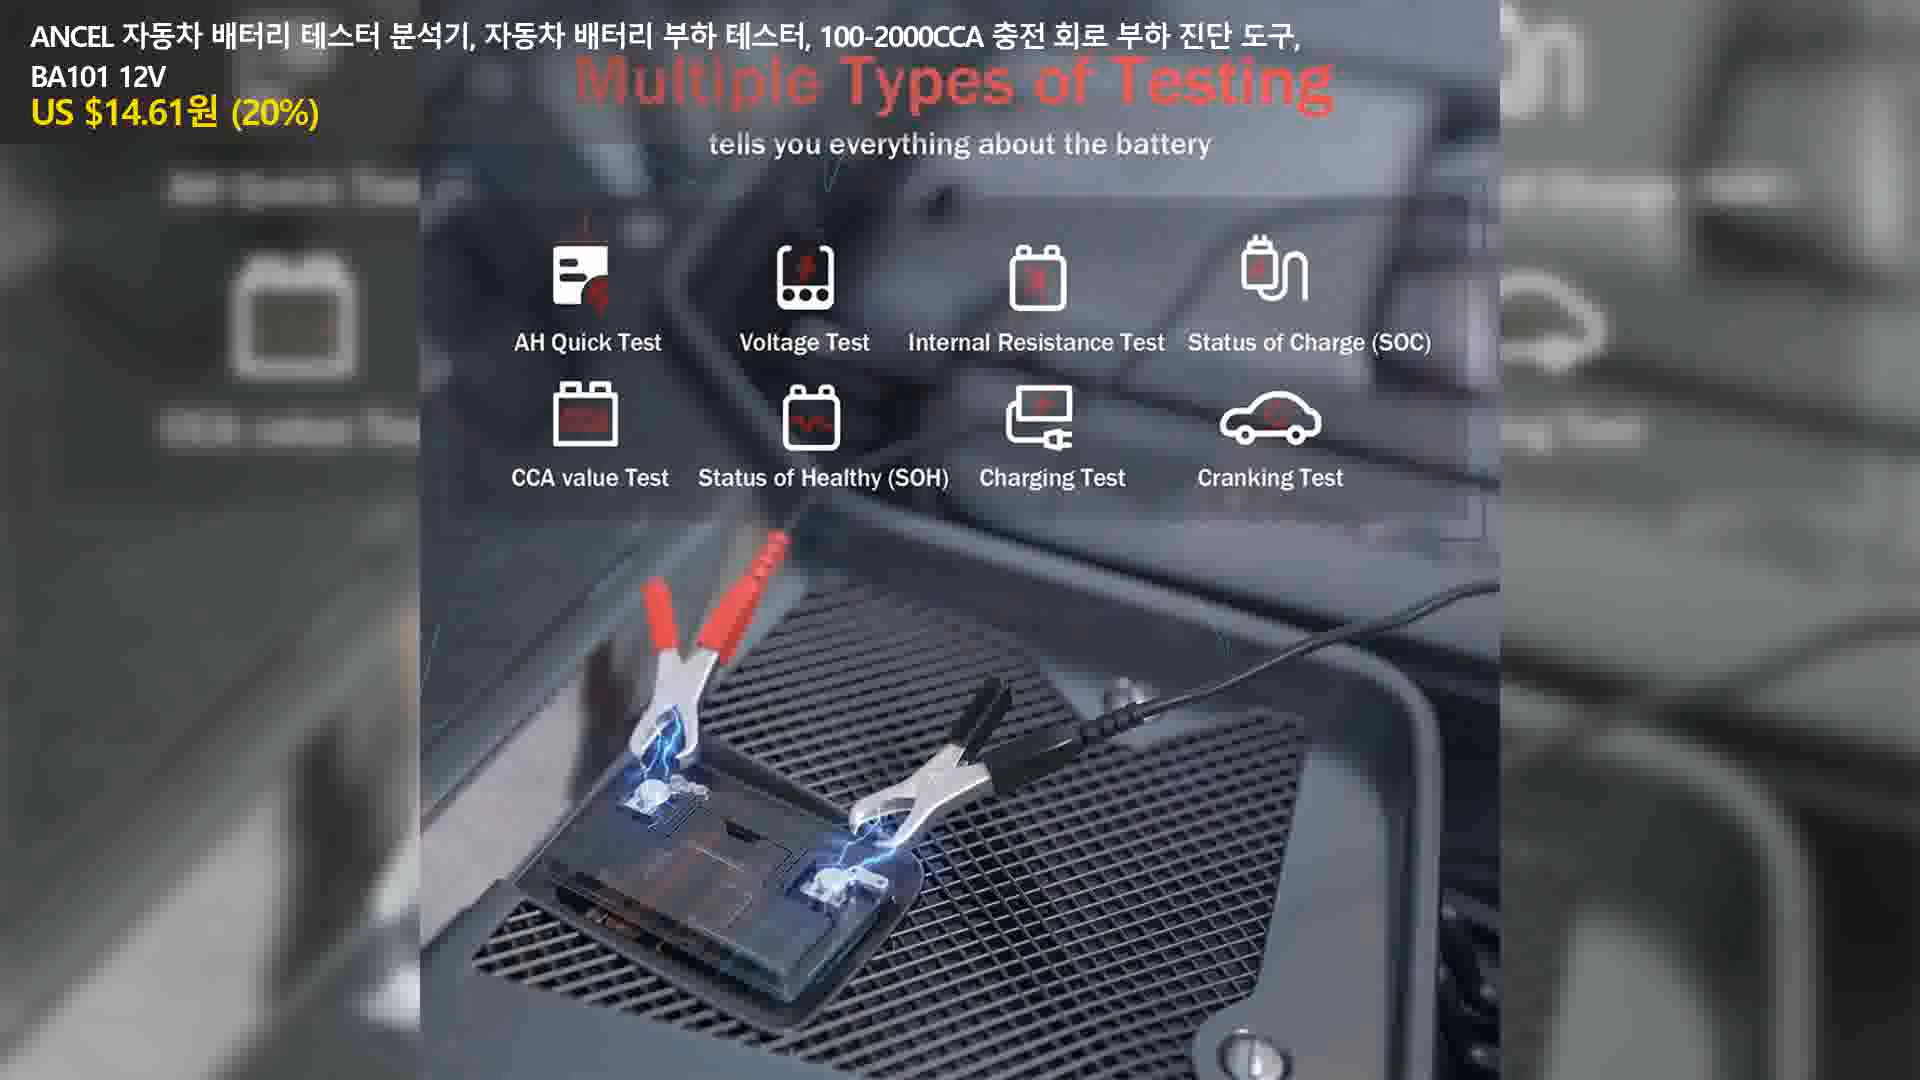 ANCEL 자동차 배터리 테스터 분석기, 자동차 배터리 부하 테스터, 100-2000CCA 충전 회로 부하 진단 도구,
BA101 12V
US $14.61원 (20%)
Multiple Types of Testing
tells you everything about the battery
AH Quick Test
Voltage Test
Internal Resistance Test
Status of Charge (SOC)
CCA value Test
Status of Healthy (SOH)
Charging Test
Cranking Test